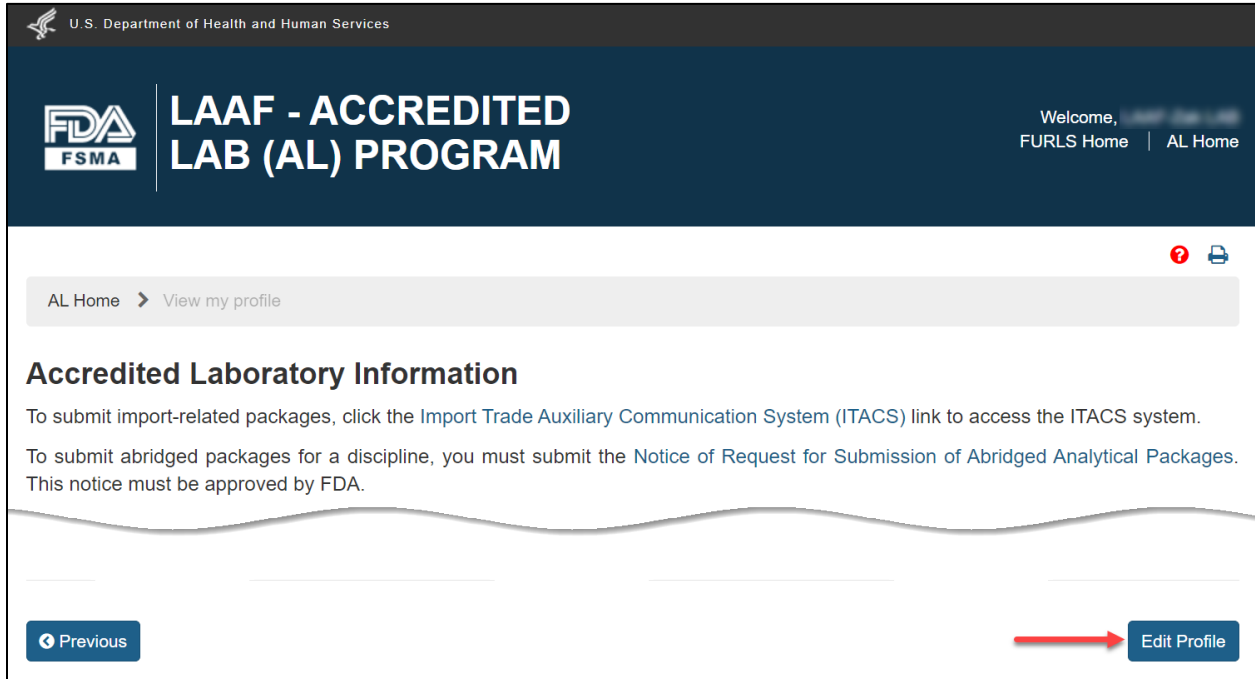 U.S. Department of Health and Human Services
FDA
FSMA
LAAF - ACCREDITED
LAB (AL) PROGRAM
Welcome,
FURLS Home | AL Home
AL Home > View my profile
Accredited Laboratory Information
To submit import-related packages, click the Import Trade Auxiliary Communication System (ITACS) link to access the ITACS system.
To submit abridged packages for a discipline, you must submit the Notice of Request for Submission of Abridged Analytical Packages.
This notice must be approved by FDA.
Previous
Edit Profile